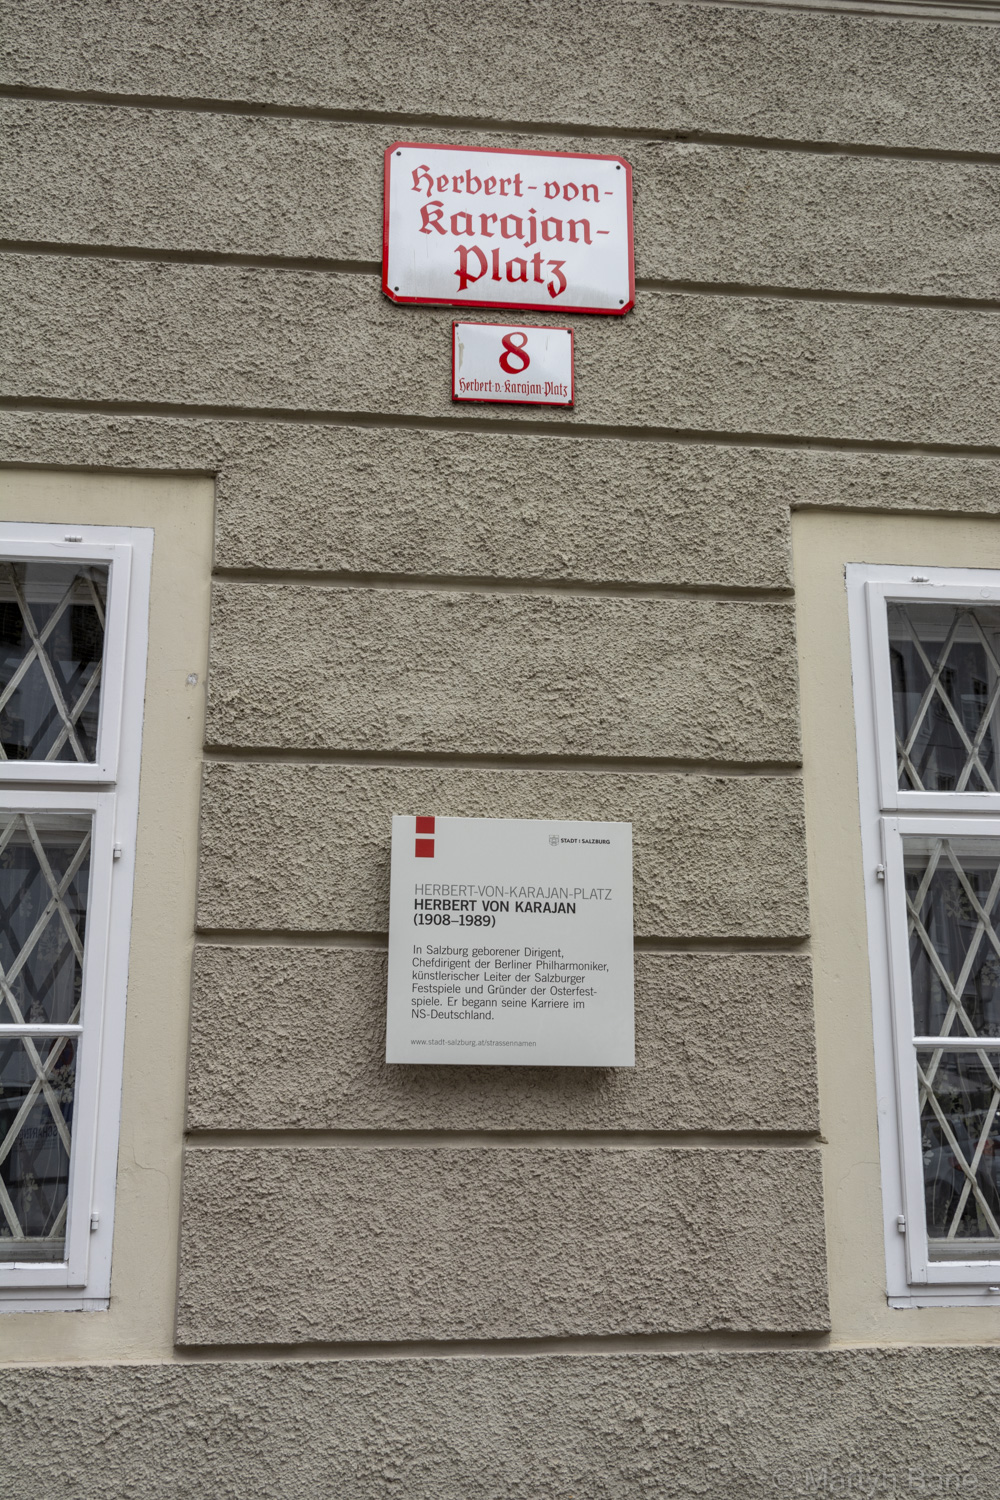 Herbert-von-
Karajan-
Platz
8
Herbert-v.-Karajan-Platz
STADT : SALZBURG
HERBERT-VON-KARAJAN-PLATZ
HERBERT VON KARAJAN
(1908–1989)
In Salzburg geborener Dirigent,
Chefdirigent der Berliner Philharmoniker,
künstlerischer Leiter der Salzburger
Festspiele und Gründer der Osterfest-
spiele. Er begann seine Karriere im
NS-Deutschland.
www.stadt-salzburg.at/strassennamen
© Martyn Bane